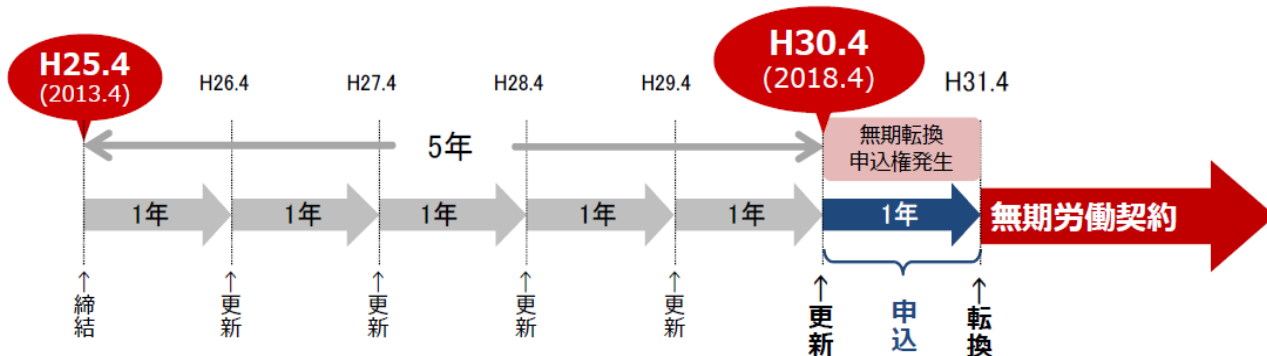 H25.4
(2013.4)
H26.4
H27.4
H28.4
H29.4
H30.4
(2018.4)
H31.4
5年
無期転換
申込権発生
1年
1年
1年
1年
1年
1年
無期労働契約
↑締結
↑更新
↑更新
↑更新
↑更新
↑更新
申込
↑転換